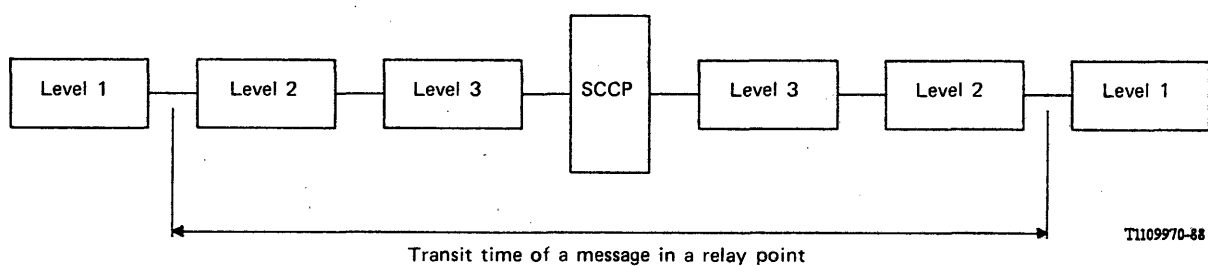 Level 1
Level 2
Level 3
SCCP
Level 3
Level 2
Level 1
Transit time of a message in a relay point
T1109970-88